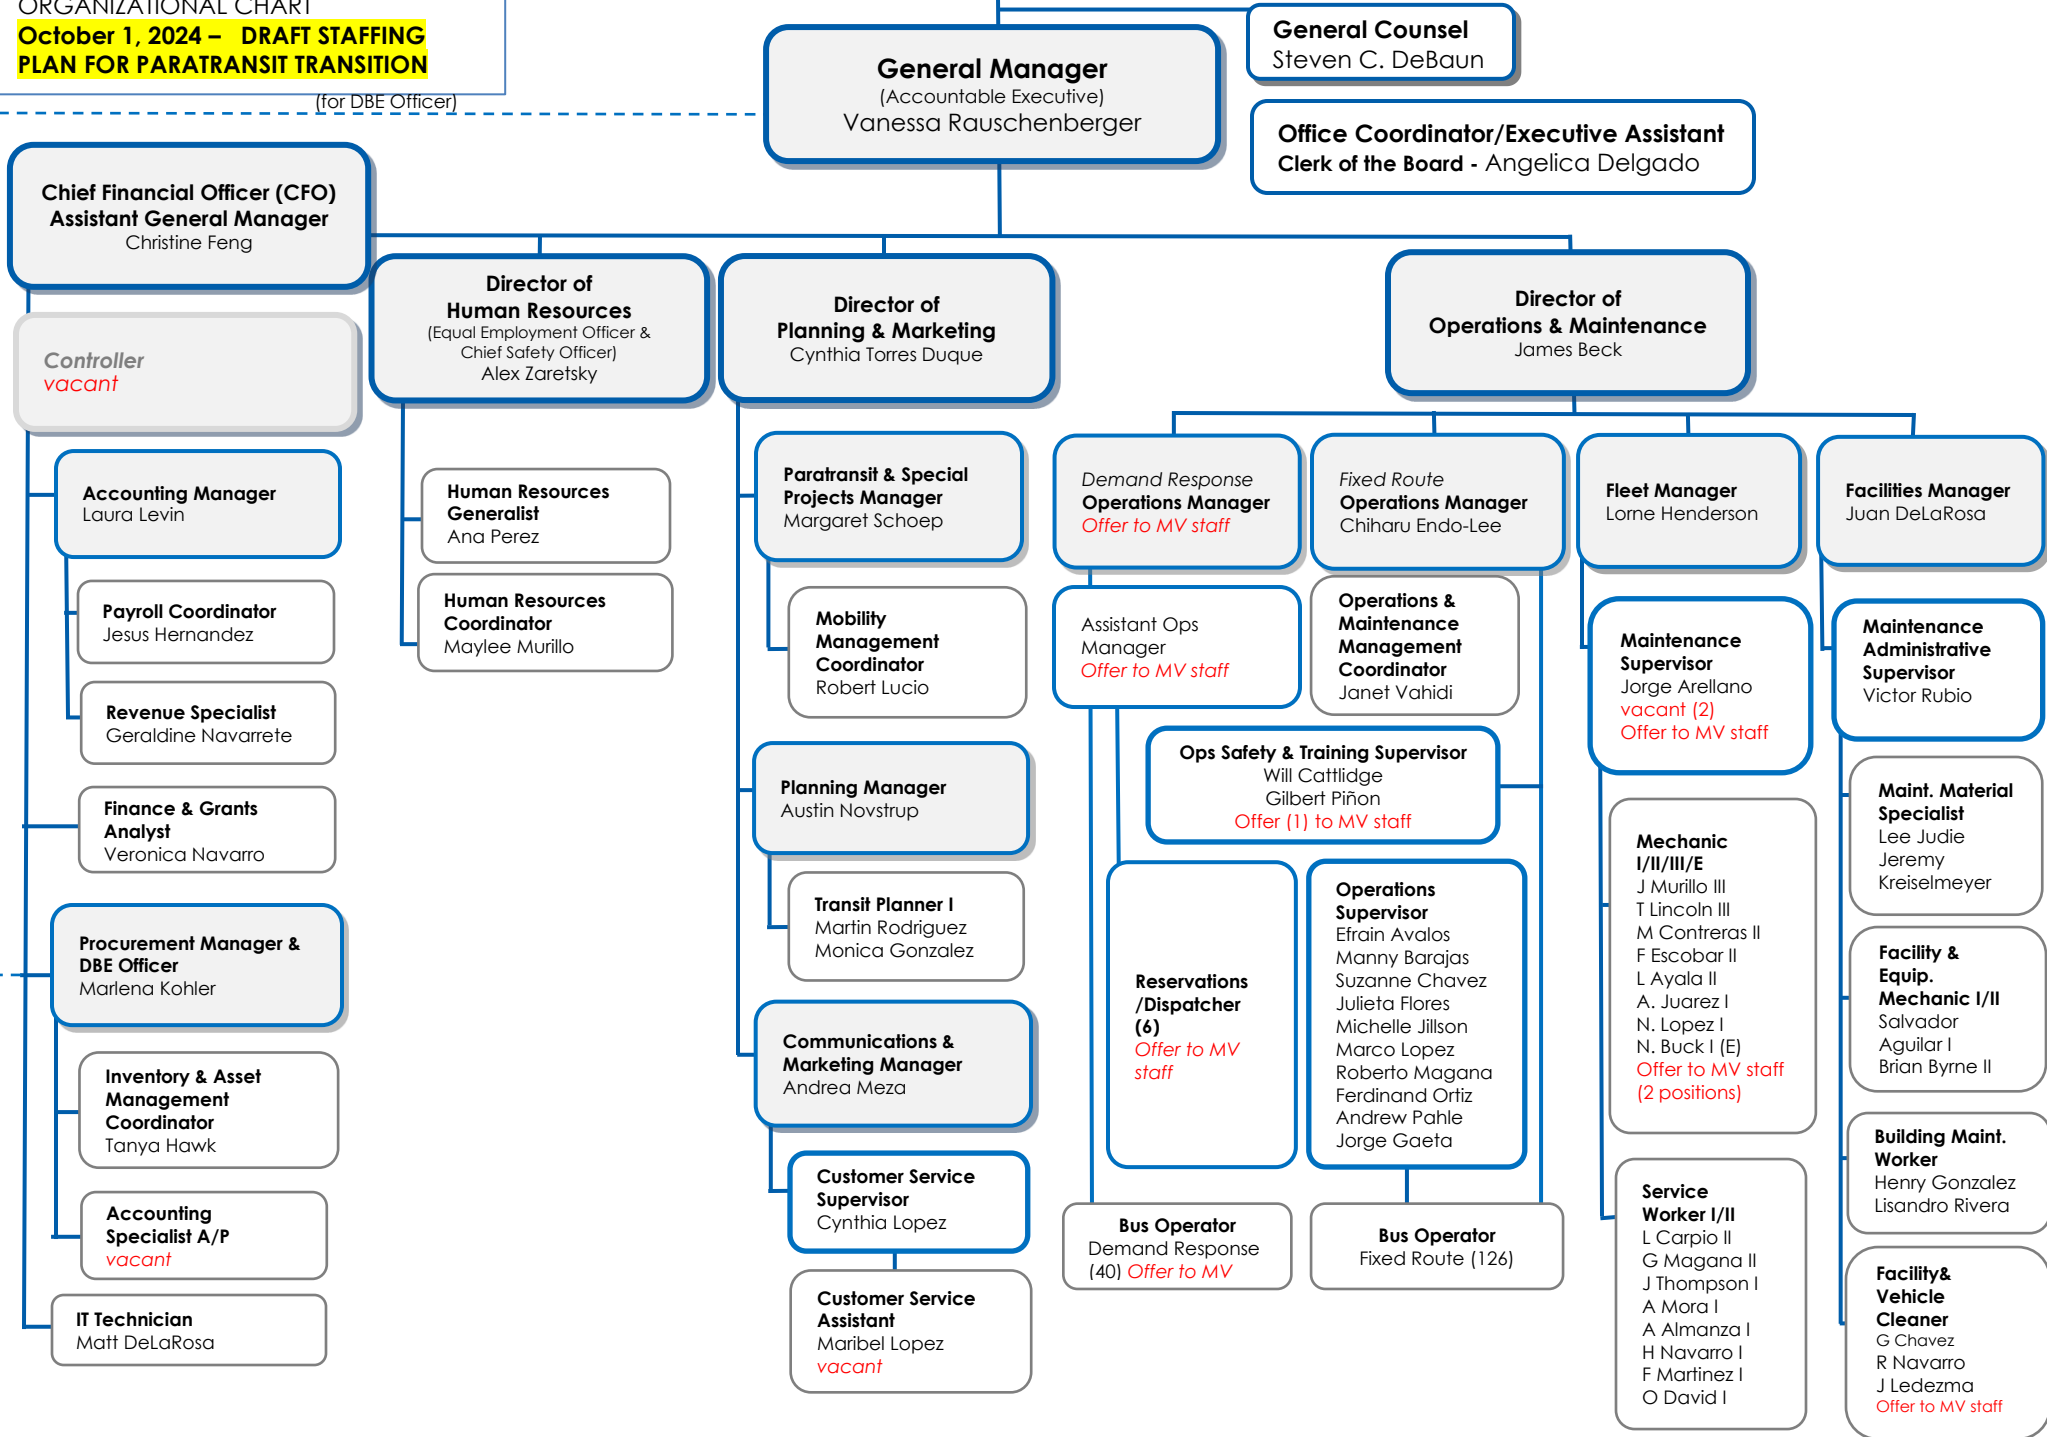 ORGANIZATIONAL CHART
October 1, 2024 – DRAFT STAFFING
PLAN FOR PARATRANSIT TRANSITION
(for DBE Officer)
General Manager
(Accountable Executive)
Vanessa Rauschenberger
General Counsel
Steven C. DeBaun
Office Coordinator/Executive Assistant
Clerk of the Board - Angelica Delgado
Chief Financial Officer (CFO)
Assistant General Manager
Christine Feng
Controller
vacant
Accounting Manager
Laura Levin
Payroll Coordinator
Jesus Hernandez
Revenue Specialist
Geraldine Navarrete
Finance & Grants
Analyst
Veronica Navarro
Procurement Manager &
DBE Officer
Marlena Kohler
Inventory & Asset
Management
Coordinator
Tanya Hawk
Accounting
Specialist A/P
vacant
IT Technician
Matt DeLaRosa
Director of
Human Resources
(Equal Employment Officer &
Chief Safety Officer)
Alex Zaretsky
Human Resources
Generalist
Ana Perez
Human Resources
Coordinator
Maylee Murillo
Director of
Planning & Marketing
Cynthia Torres Duque
Paratransit & Special
Projects Manager
Margaret Schoep
Mobility
Management
Coordinator
Robert Lucio
Planning Manager
Austin Novstrup
Transit Planner I
Martin Rodriguez
Monica Gonzalez
Communications &
Marketing Manager
Andrea Meza
Customer Service
Supervisor
Cynthia Lopez
Customer Service
Assistant
Maribel Lopez
vacant
Director of
Operations & Maintenance
James Beck
Demand Response
Operations Manager
Offer to MV staff
Assistant Ops
Manager
Offer to MV staff
Fixed Route
Operations Manager
Chiharu Endo-Lee
Operations &
Maintenance
Management
Coordinator
Janet Vahidi
Ops Safety & Training Supervisor
Will Cattlidge
Gilbert Piñon
Offer (1) to MV staff
Reservations
/Dispatcher
(6)
Offer to MV
staff
Operations
Supervisor
Efrain Avalos
Manny Barajas
Suzanne Chavez
Julieta Flores
Michelle Jillson
Marco Lopez
Roberto Magana
Ferdinand Ortiz
Andrew Pahle
Jorge Gaeta
Bus Operator
Demand Response
(40) Offer to MV
Bus Operator
Fixed Route (126)
Fleet Manager
Lorne Henderson
Maintenance
Supervisor
Jorge Arellano
vacant (2)
Offer to MV staff
Mechanic
I/II/III/E
J Murillo III
T Lincoln III
M Contreras II
F Escobar II
L Ayala II
A. Juarez I
N. Lopez I
N. Buck I (E)
Offer to MV staff
(2 positions)
Service
Worker I/II
L Carpio II
G Magana II
J Thompson I
A Mora I
A Almanza I
H Navarro I
F Martinez I
O David I
Facilities Manager
Juan DeLaRosa
Maintenance
Administrative
Supervisor
Victor Rubio
Maint. Material
Specialist
Lee Judie
Jeremy
Kreiselmeyer
Facility &
Equip.
Mechanic I/II
Salvador
Aguilar I
Brian Byrne II
Building Maint.
Worker
Henry Gonzalez
Lisandro Rivera
Facility&
Vehicle
Cleaner
G Chavez
R Navarro
J Ledezma
Offer to MV staff